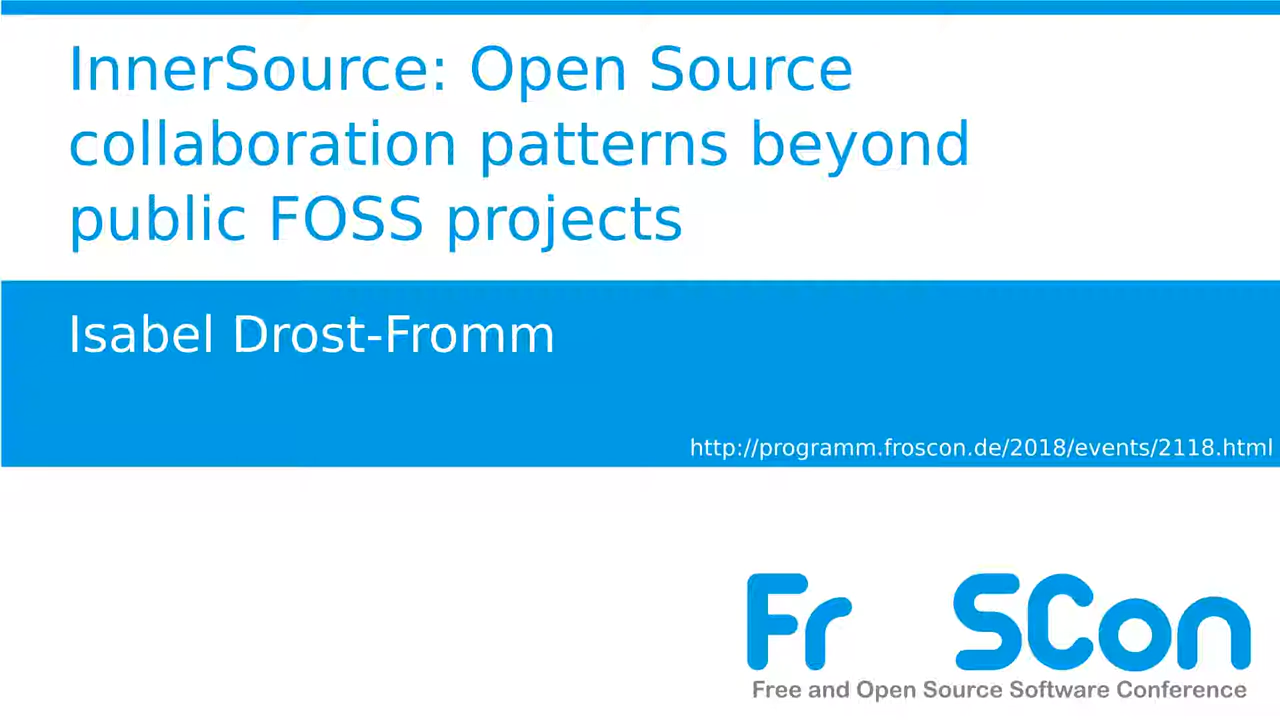 InnerSource: Open Source
collaboration patterns beyond
public FOSS projects
Isabel Drost-Fromm
http://programm.froscon.de/2018/events/2118.html
Fr SCon
Free and Open Source Software Conference